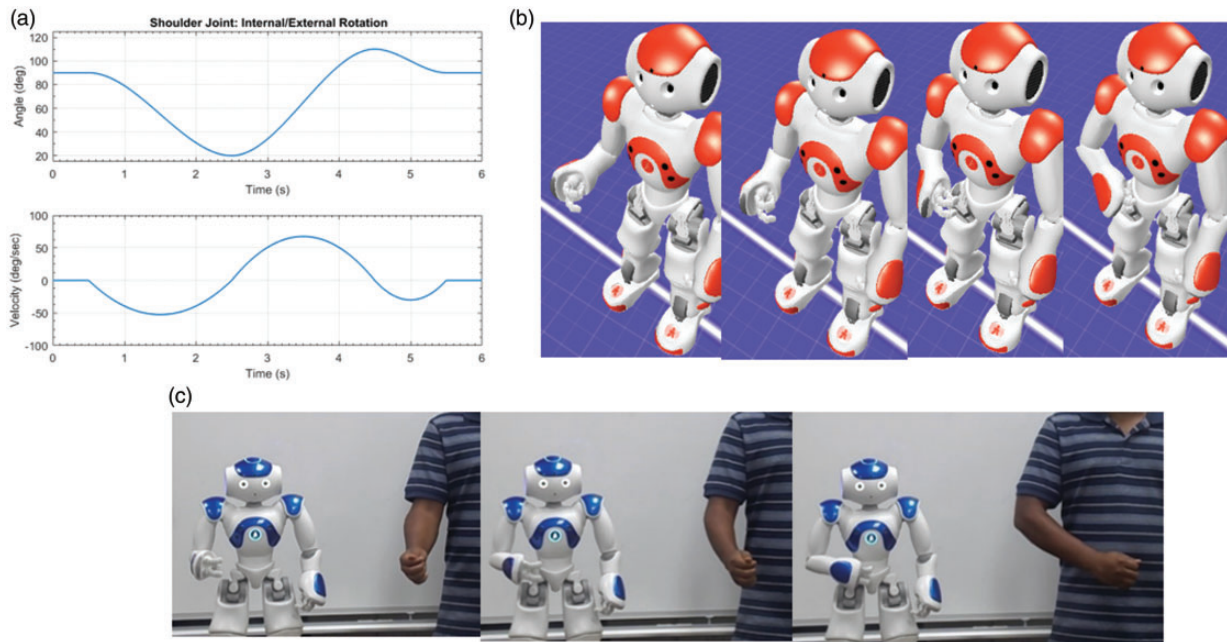 (a)
Shoulder Joint: Internal/External Rotation
120
100
80
60
40
20
Angle (deg)
0 1 2 3 4 5 6
Time (s)
100
50
0
-50
-100
Velocity (deg/sec)
0 1 2 3 4 5 6
Time (s)
(b)
(c)